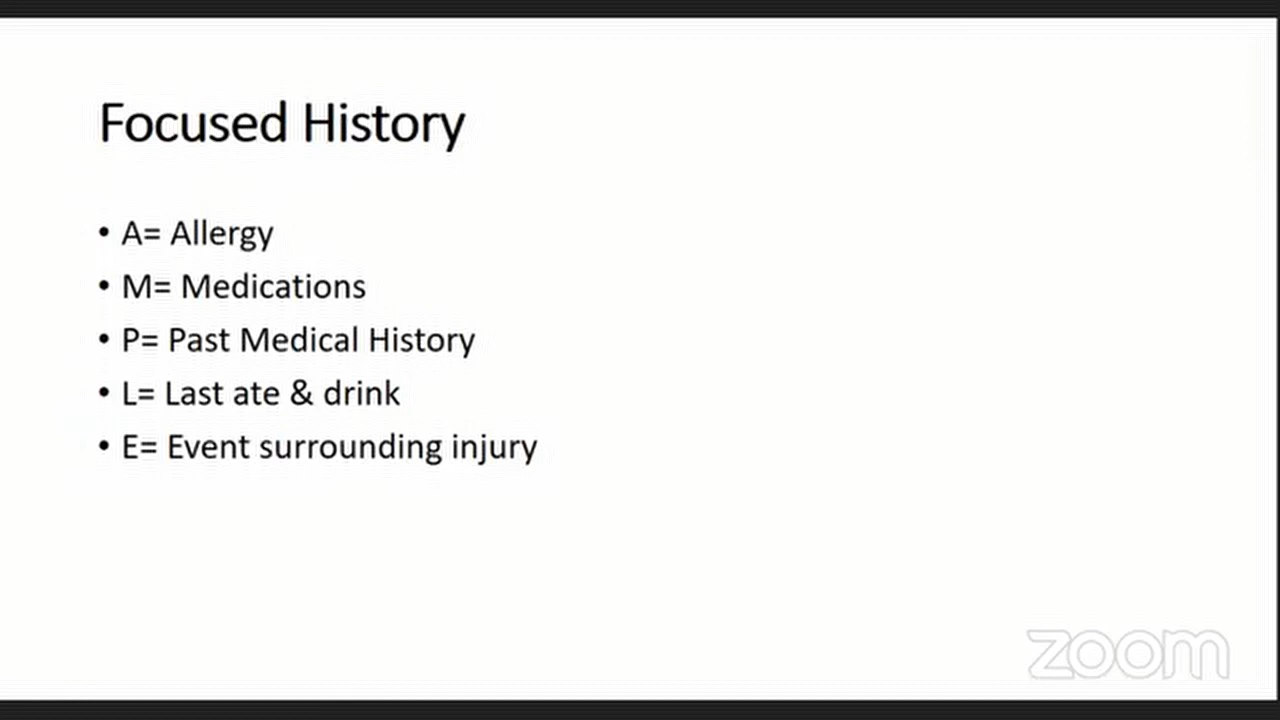 Focused History
• A= Allergy
• M= Medications
• P= Past Medical History
• L= Last ate & drink
• E= Event surrounding injury
zoom